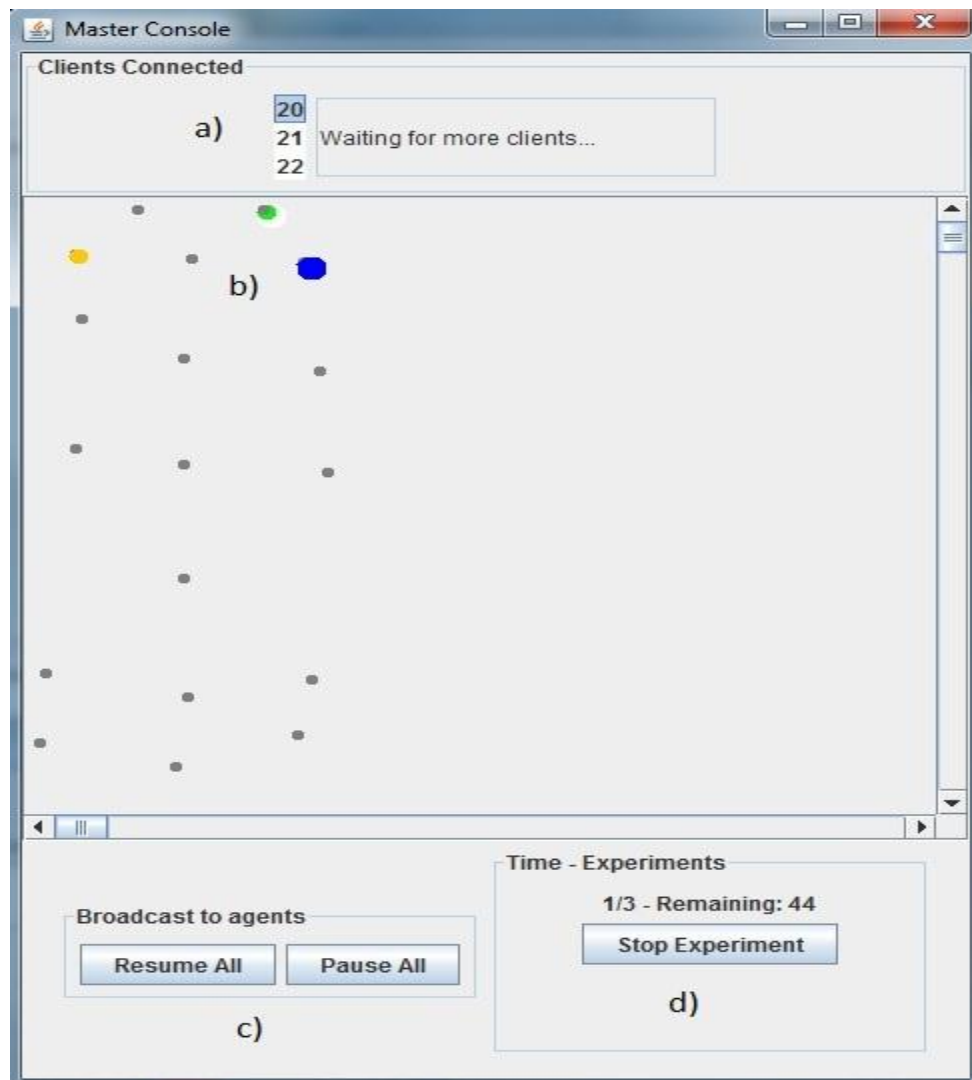 Master Console
Clients Connected
a)
20
21
22
Waiting for more clients...
b)
Time - Experiments
1/3 - Remaining: 44
Stop Experiment
Broadcast to agents
Resume All
Pause All
c)
d)